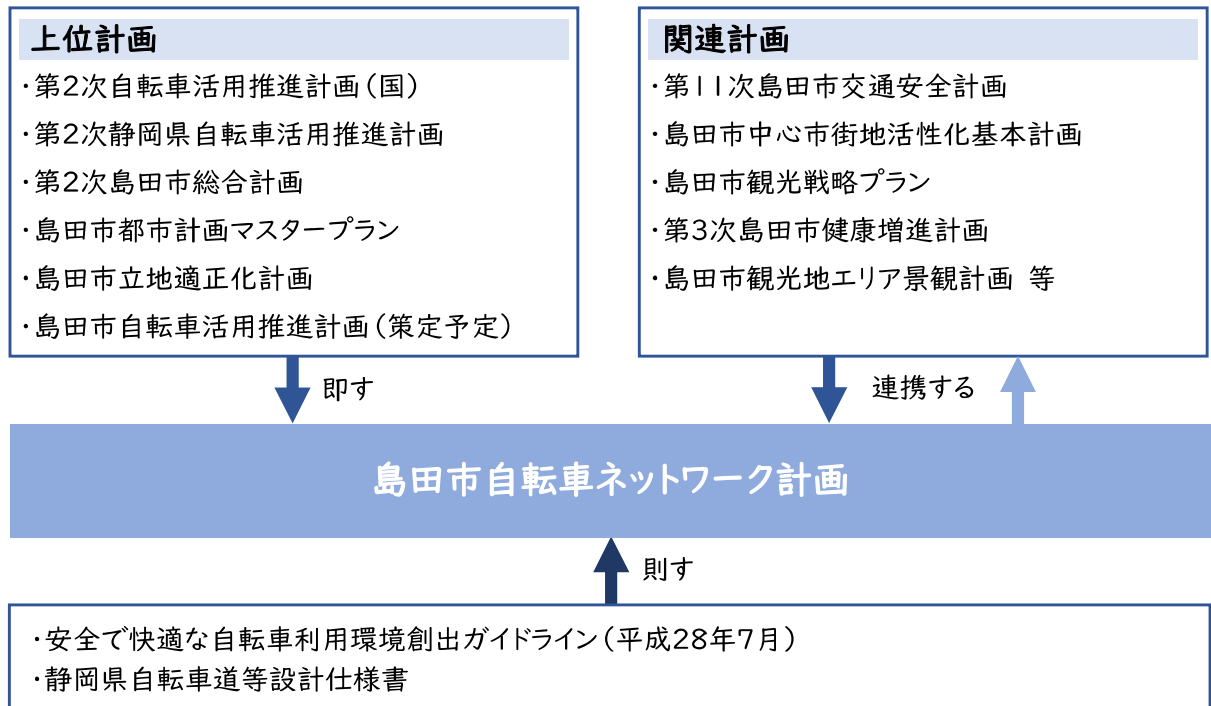 上位計画
・第2次自転車活用推進計画(国)
・第2次静岡県自転車活用推進計画
・第2次島田市総合計画
・島田市都市計画マスタープラン
・島田市立地適正化計画
・島田市自転車活用推進計画(策定予定)
関連計画
・第11次島田市交通安全計画
・島田市中心市街地活性化基本計画
・島田市観光戦略プラン
・第3次島田市健康増進計画
・島田市観光地エリア景観計画 等
即す
連携する
島田市自転車ネットワーク計画
則す
・安全で快適な自転車利用環境創出ガイドライン(平成28年7月)
・静岡県自転車道等設計仕様書